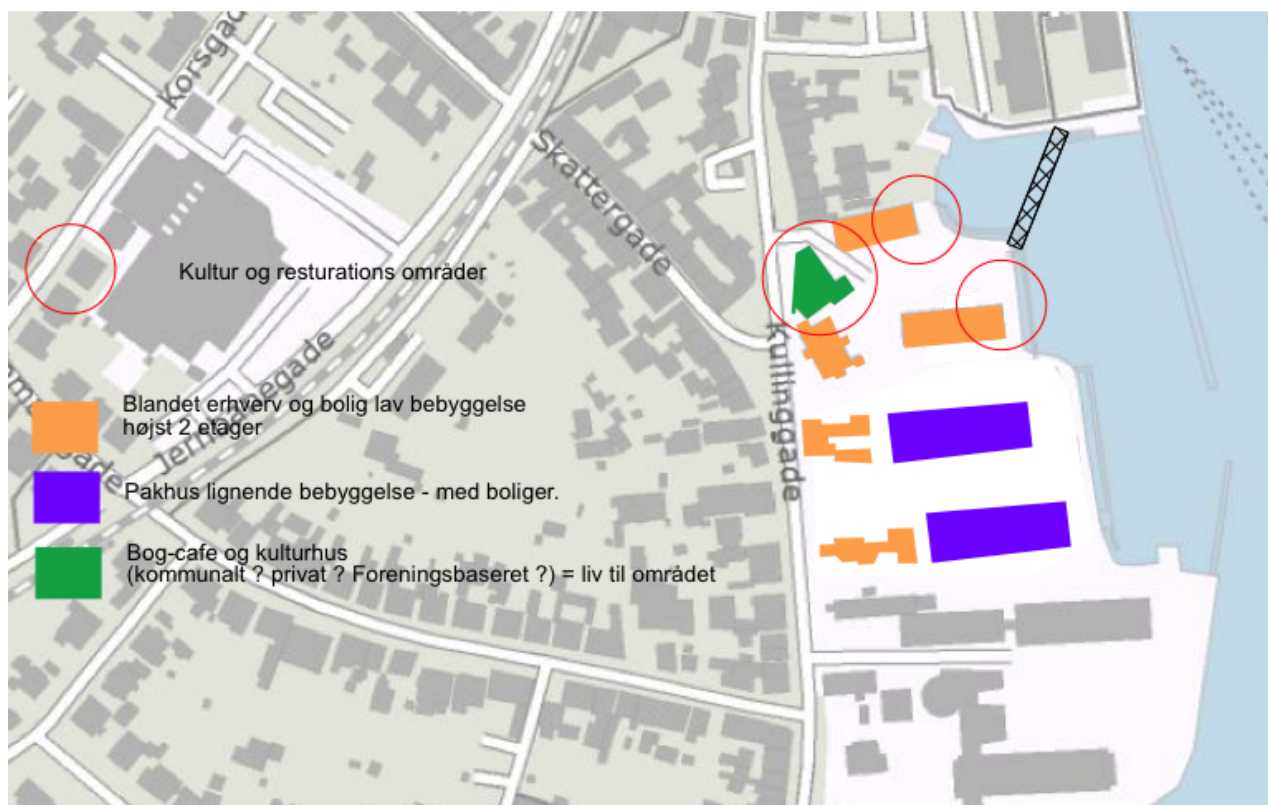 Korsgade
Skattergade
Kultur og resturations områder
Kullinggade
Jernbanegade
Blandet erhverv og bolig lav bebyggelse
højst 2 etager
Pakhus lignende bebyggelse - med boliger.
Bog-cafe og kulturhus
(kommunalt ? privat ? Foreningsbaseret ?) = liv til området